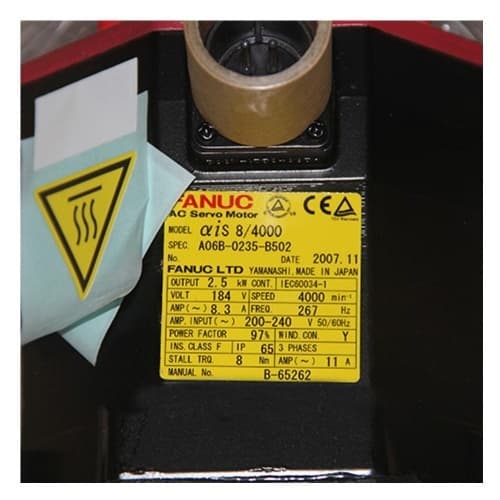 FANUC
AC Servo Motor
MODEL αiS 8/4000
SPEC. A06B-0235-B502
No. DATE 2007.11
FANUC LTD YAMANASHI, MADE IN JAPAN
OUTPUT 2.5 kW CONT. IEC60034-1
VOLT 184 V SPEED 4000 min⁻¹
AMP(~) 8.3 A FREQ. 267 Hz
AMP. INPUT(~) 200-240 V 50/60Hz
POWER FACTOR 97% WIND. CON. Y
INS. CLASS F IP 65 3 PHASES
STALL TRQ. 8 Nm AMP(~) 11 A
MANUAL No. B-65262